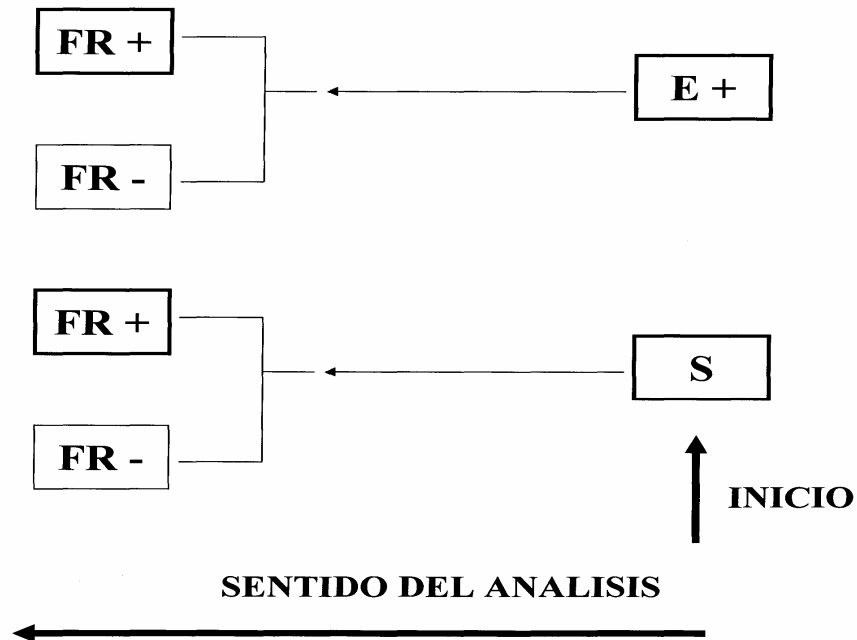 FR +
E +
FR -
FR +
S
FR -
INICIO
SENTIDO DEL ANALISIS